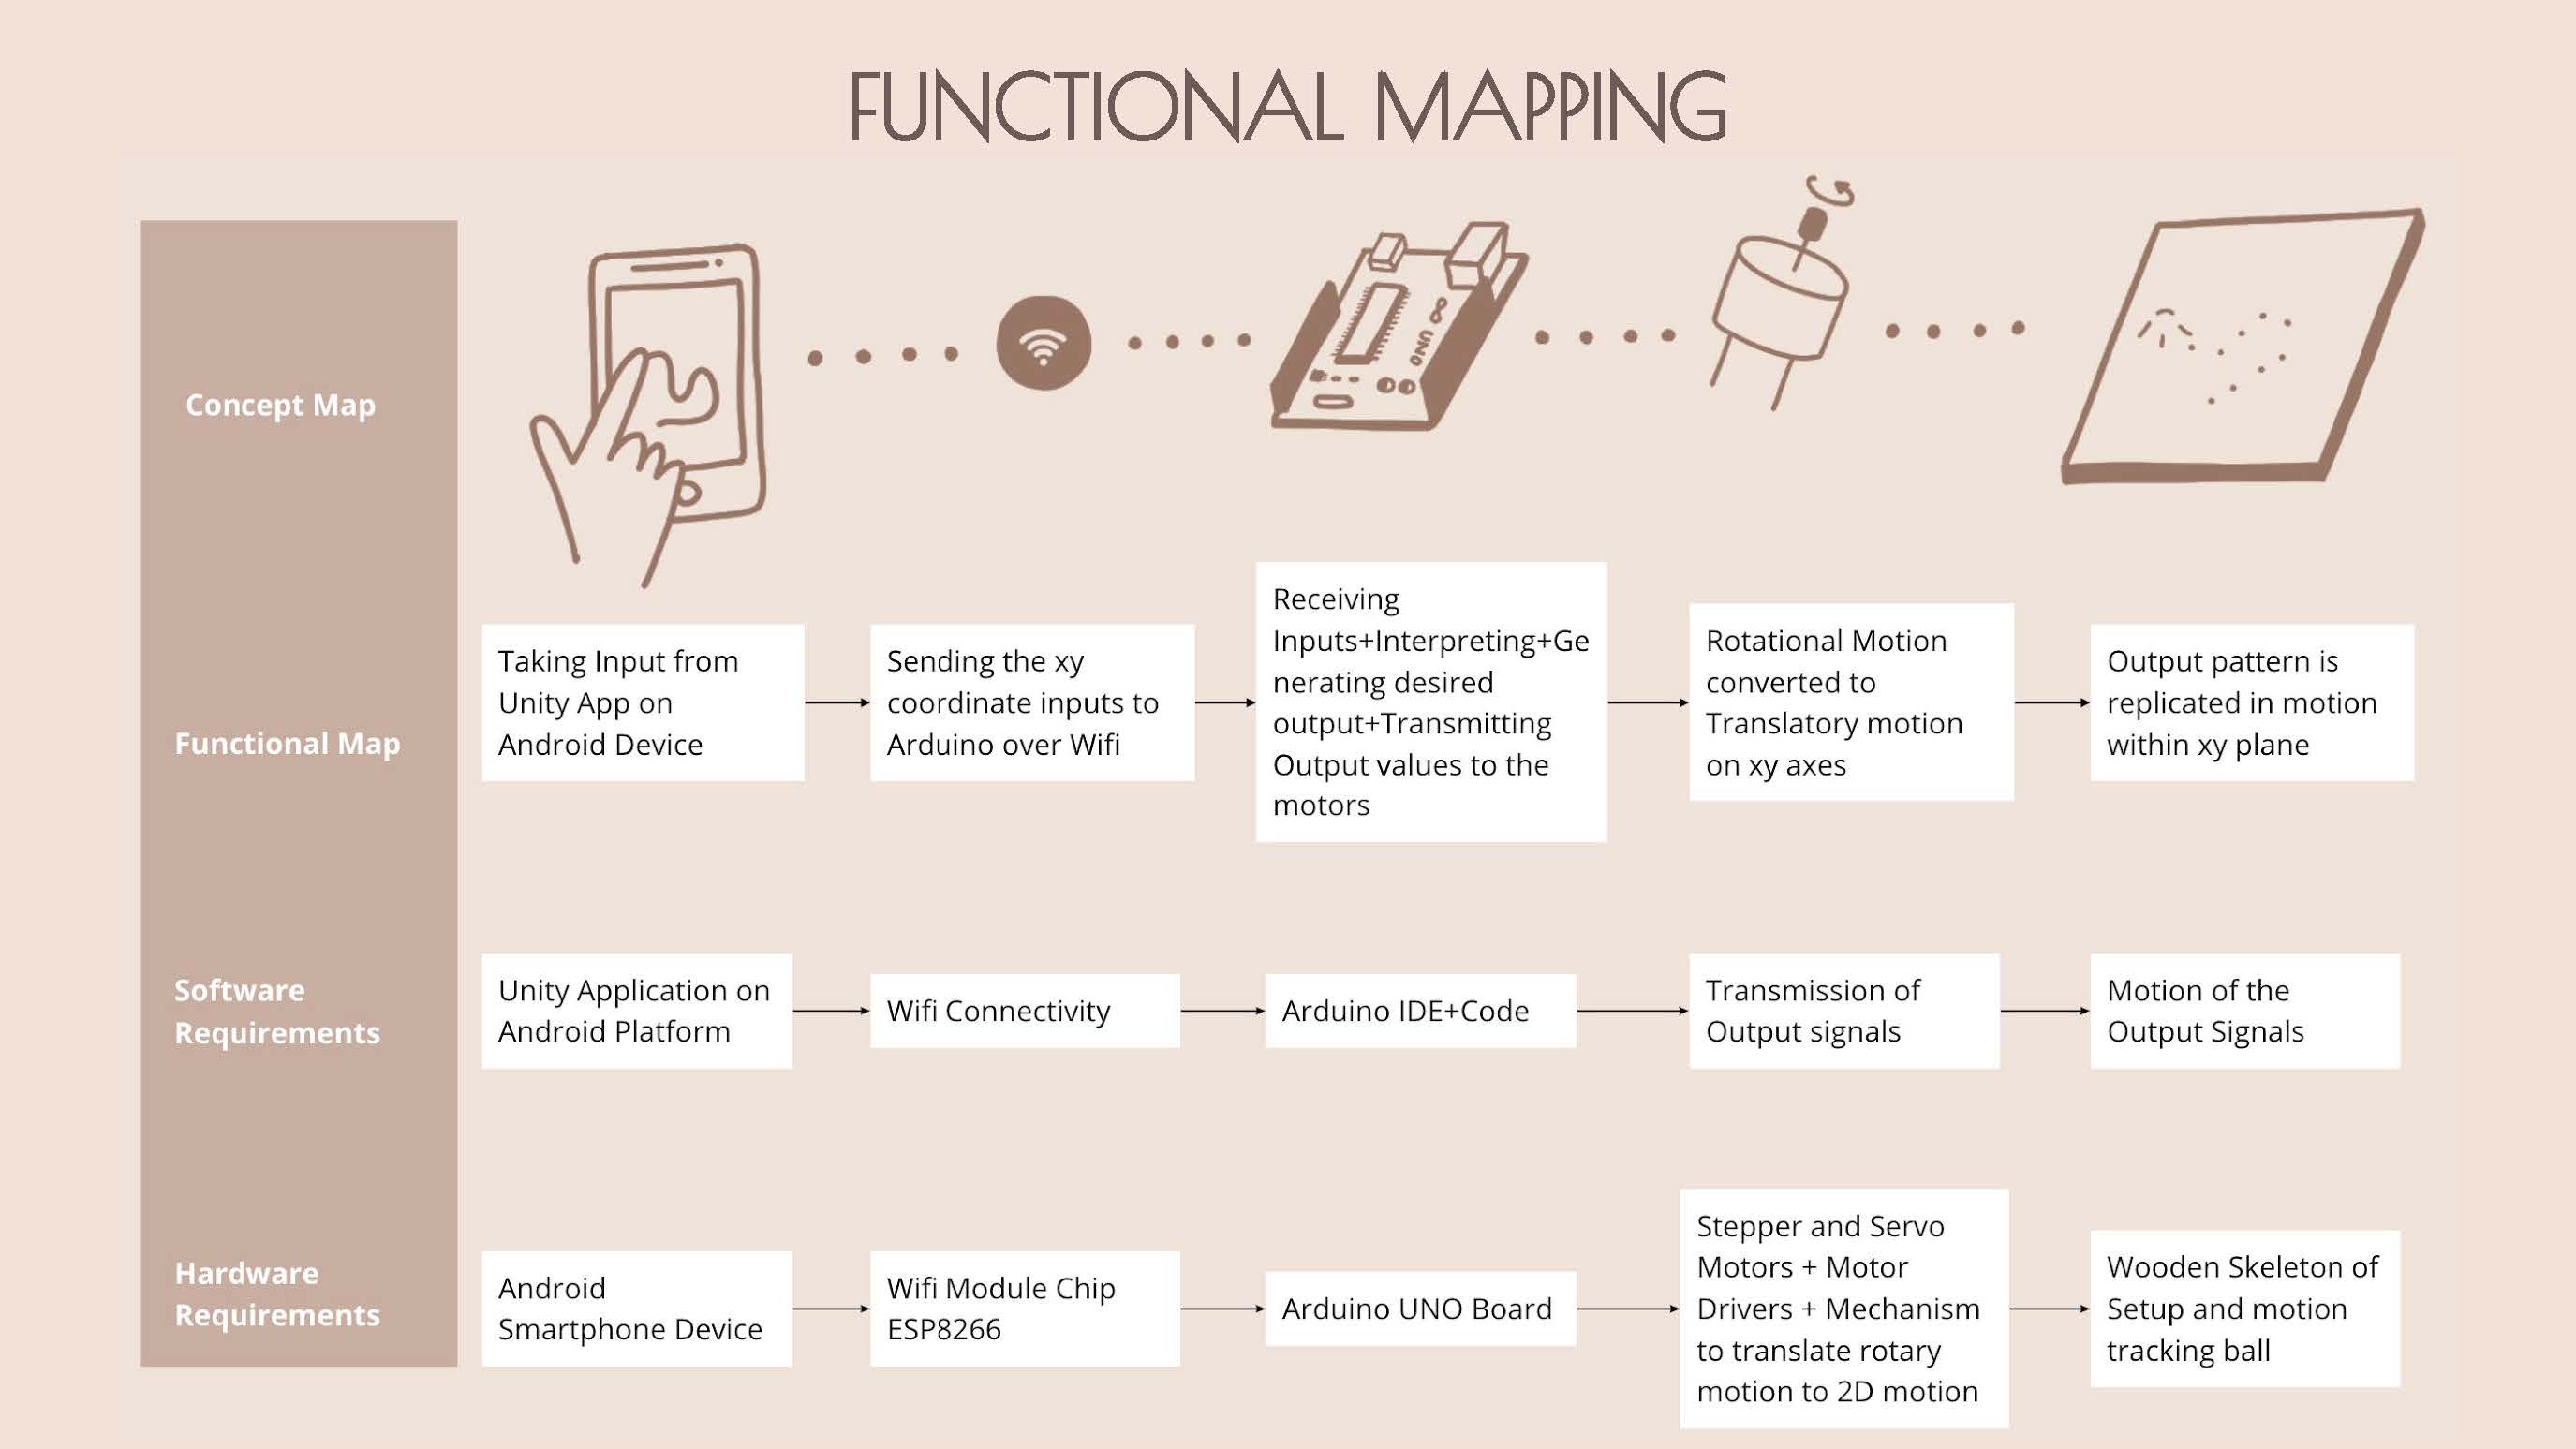 FUNCTIONAL MAPPING
Concept Map
UNO
Functional Map
Taking Input from
Unity App on
Android Device
Sending the xy
coordinate inputs to
Arduino over Wifi
Receiving
Inputs+Interpreting+Ge
nerating desired
output+Transmitting
Output values to the
motors
Rotational Motion
converted to
Translatory motion
on xy axes
Output pattern is
replicated in motion
within xy plane
Software
Requirements
Unity Application on
Android Platform
Wifi Connectivity
Arduino IDE+Code
Transmission of
Output signals
Motion of the
Output Signals
Hardware
Requirements
Android
Smartphone Device
Wifi Module Chip
ESP8266
Arduino UNO Board
Stepper and Servo
Motors + Motor
Drivers + Mechanism
to translate rotary
motion to 2D motion
Wooden Skeleton of
Setup and motion
tracking ball